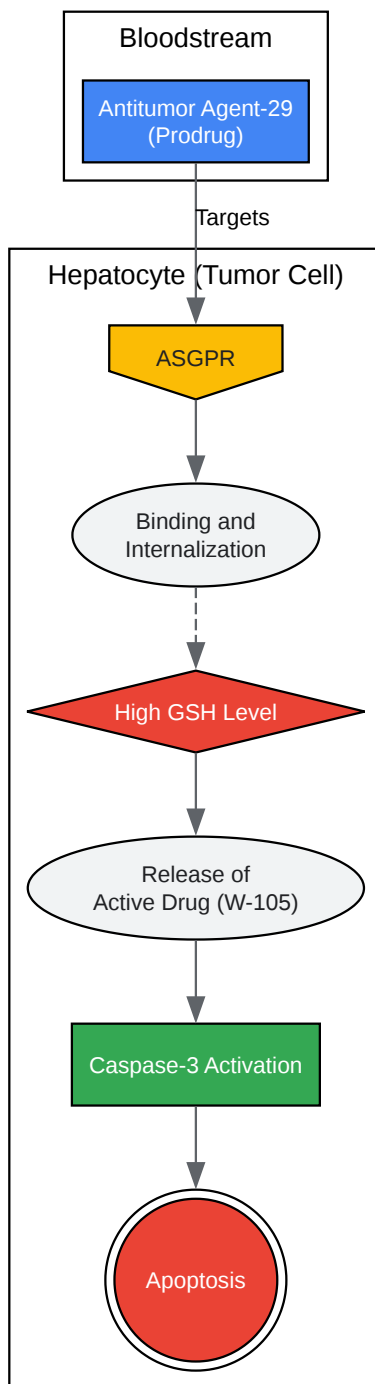 Bloodstream
Antitumor Agent-29
(Prodrug)
Targets
Hepatocyte (Tumor Cell)
ASGPR
Binding and
Internalization
High GSH Level
Release of
Active Drug (W-105)
Caspase-3 Activation
Apoptosis